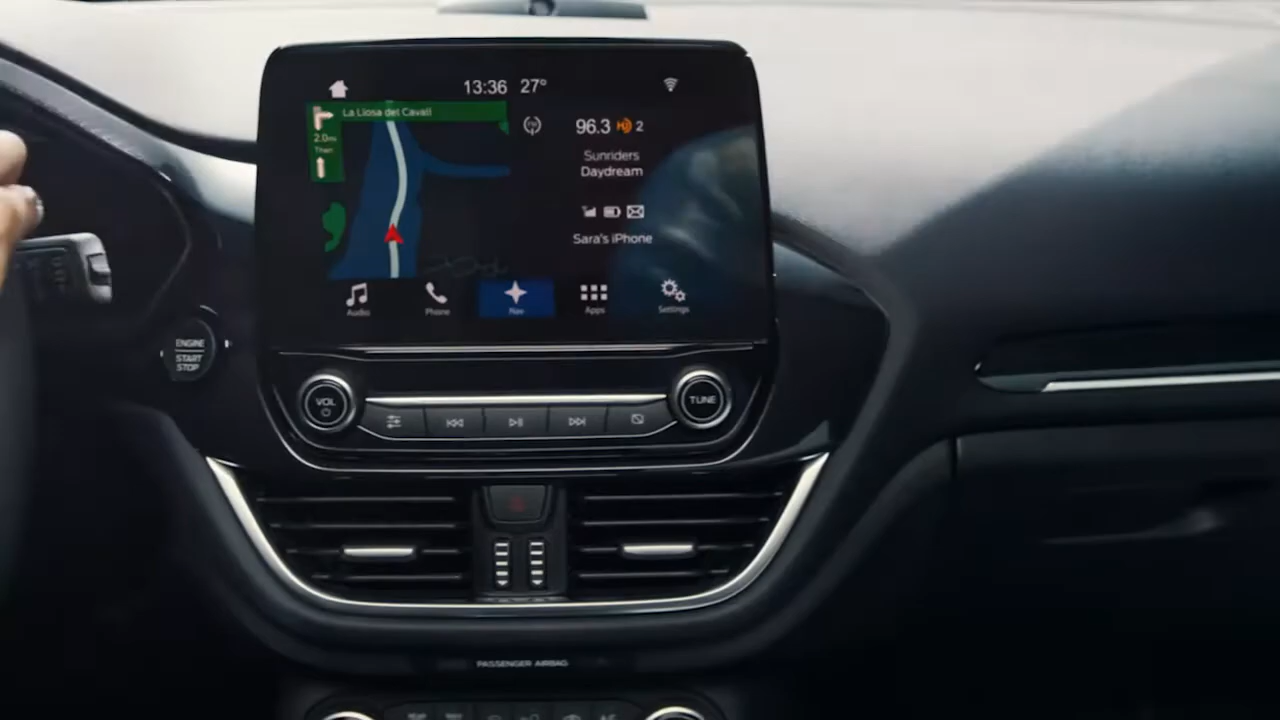 13:36 27°
La Llosa del Cavall
2.0mi
Then
96.3 HD 2
Sunriders
Daydream
Sara's iPhone
Audio
Phone
Nav
Apps
Settings
ENGINE
START
STOP
VOL
TUNE
PASSENGER AIRBAG